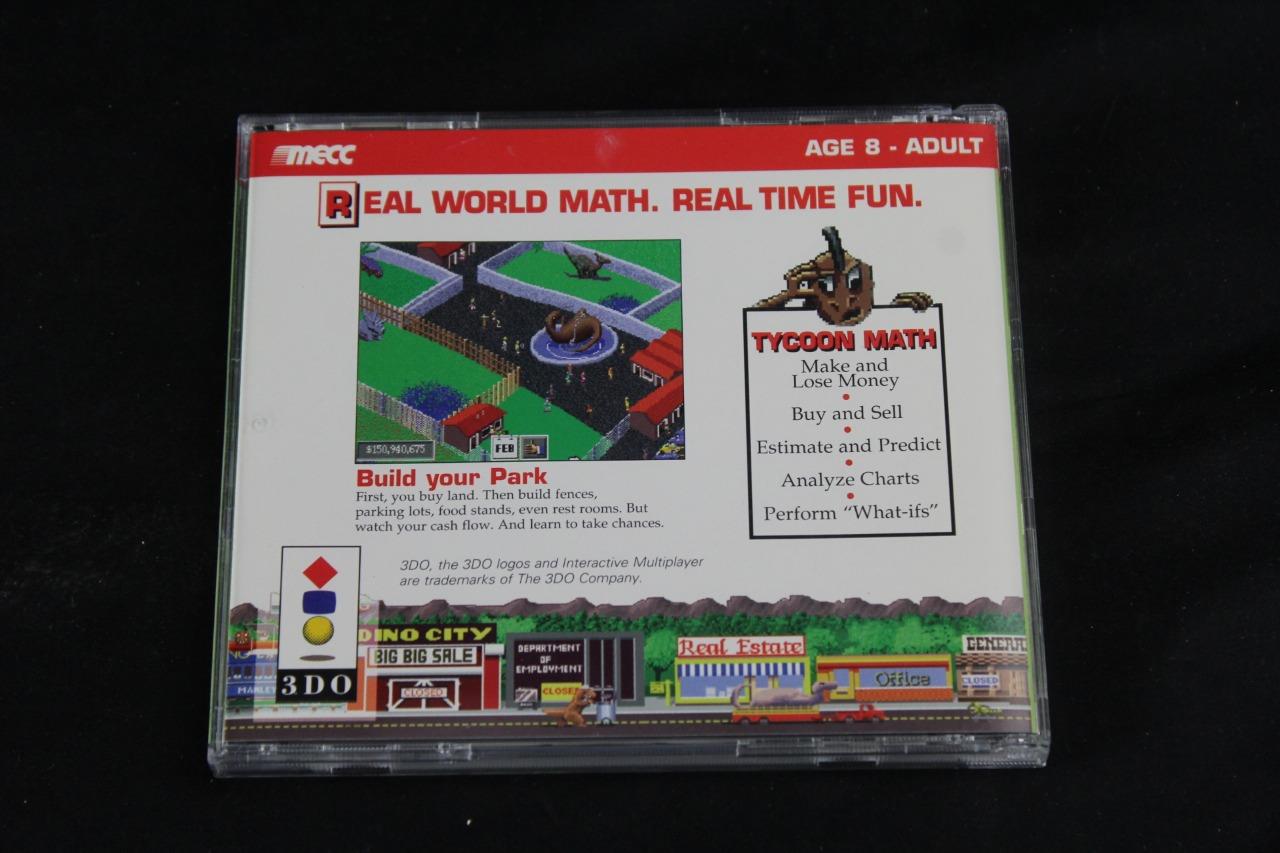 mecc
AGE 8 - ADULT
REAL WORLD MATH. REAL TIME FUN.
$150,940,675
FEB
Build your Park
First, you buy land. Then build fences,
parking lots, food stands, even rest rooms. But
watch your cash flow. And learn to take chances.
TYCOON MATH
Make and
Lose Money
•
Buy and Sell
•
Estimate and Predict
•
Analyze Charts
•
Perform “What-ifs”
3DO, the 3DO logos and Interactive Multiplayer
are trademarks of The 3DO Company.
3DO
DINO CITY
BIG BIG SALE
CLOSED
DEPARTMENT
OF
EMPLOYMENT
CLOSED
Real Estate
Office
GENERA
CLOSED